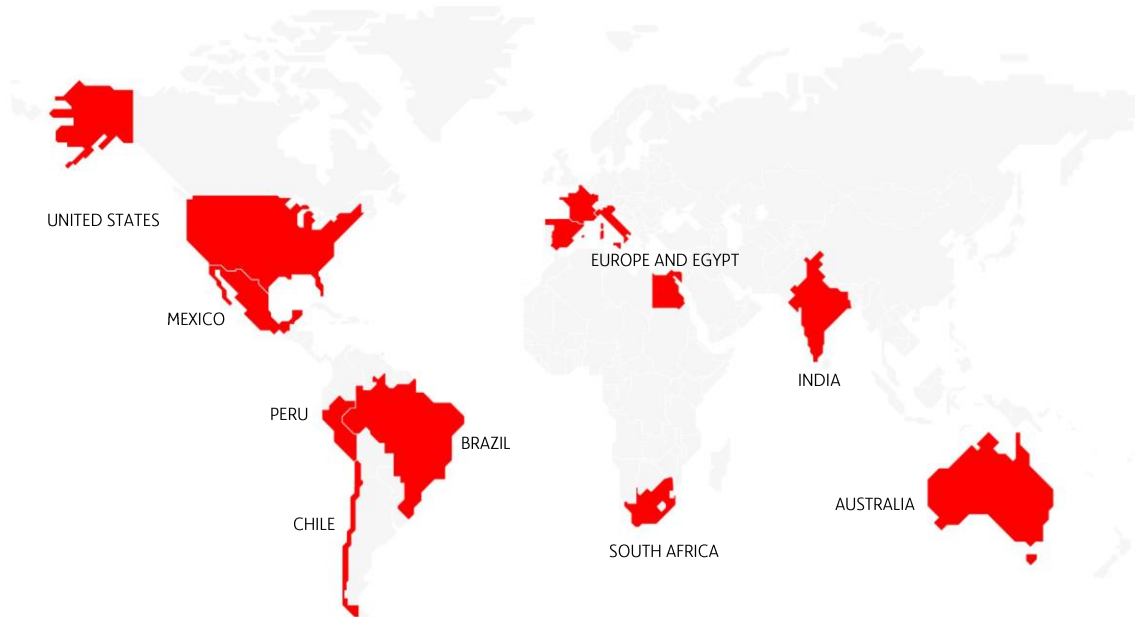 UNITED STATES
EUROPE AND EGYPT
MEXICO
INDIA
PERU
BRAZIL
AUSTRALIA
CHILE
SOUTH AFRICA